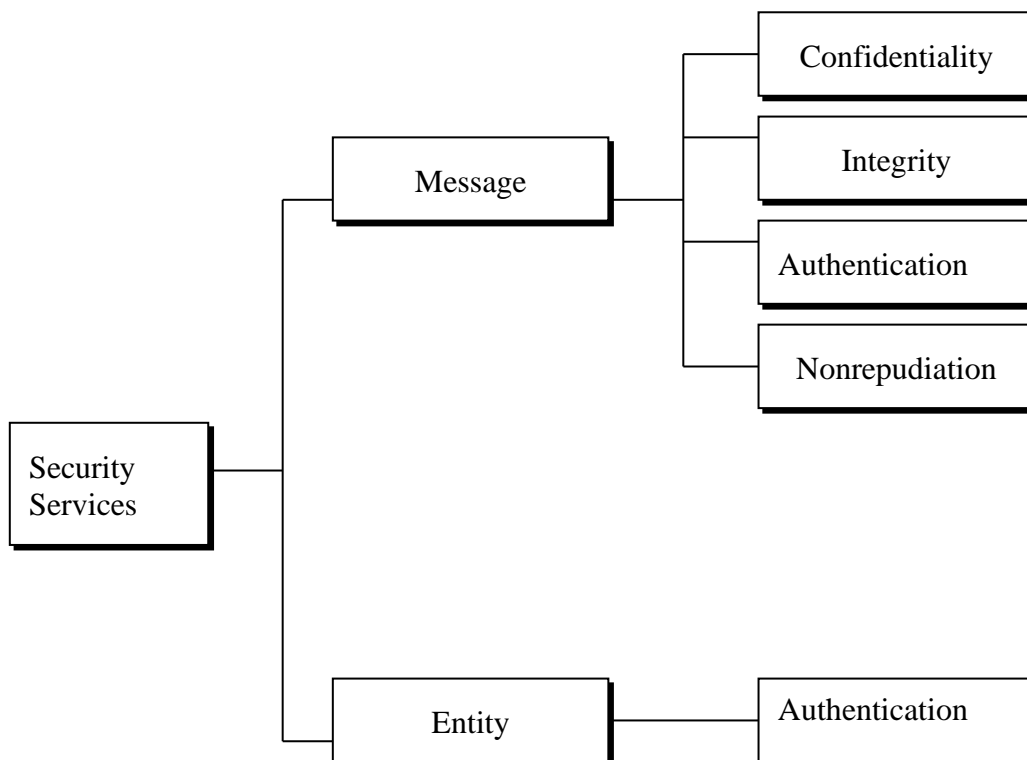 Confidentiality
Integrity
Message
Authentication
Nonrepudiation
Security
Services
Entity
Authentication